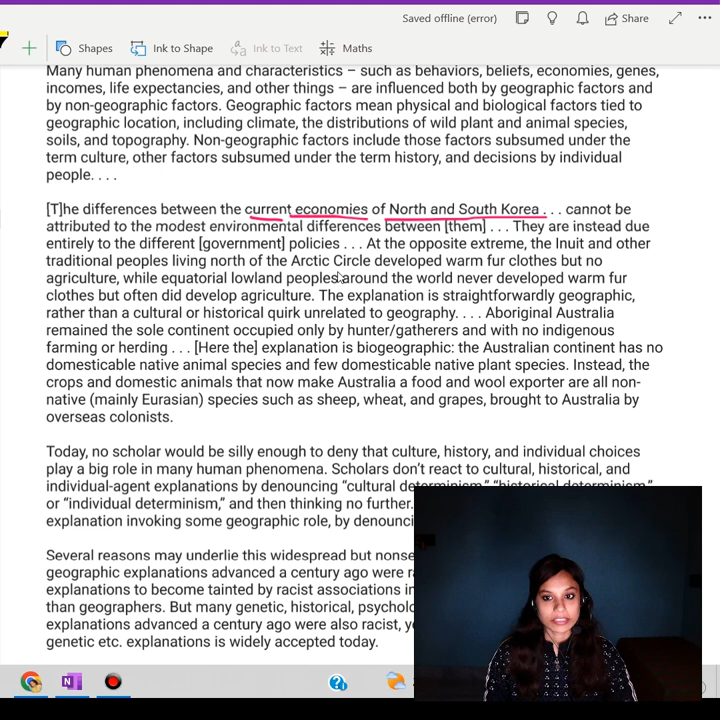 Saved offline (error)
Share
Shapes
Ink to Shape
Ink to Text
Maths
Many human phenomena and characteristics – such as behaviors, beliefs, economies, genes,
incomes, life expectancies, and other things – are influenced both by geographic factors and
by non-geographic factors. Geographic factors mean physical and biological factors tied to
geographic location, including climate, the distributions of wild plant and animal species,
soils, and topography. Non-geographic factors include those factors subsumed under the
term culture, other factors subsumed under the term history, and decisions by individual
people. . . .
[T]he differences between the current economies of North and South Korea . . . cannot be
attributed to the modest environmental differences between [them] . . . They are instead due
entirely to the different [government] policies . . . At the opposite extreme, the Inuit and other
traditional peoples living north of the Arctic Circle developed warm fur clothes but no
agriculture, while equatorial lowland peoples around the world never developed warm fur
clothes but often did develop agriculture. The explanation is straightforwardly geographic,
rather than a cultural or historical quirk unrelated to geography. . . . Aboriginal Australia
remained the sole continent occupied only by hunter/gatherers and with no indigenous
farming or herding . . . [Here the] explanation is biogeographic: the Australian continent has no
domesticable native animal species and few domesticable native plant species. Instead, the
crops and domestic animals that now make Australia a food and wool exporter are all non-
native (mainly Eurasian) species such as sheep, wheat, and grapes, brought to Australia by
overseas colonists.
Today, no scholar would be silly enough to deny that culture, history, and individual choices
play a big role in many human phenomena. Scholars don't react to cultural, historical, and
individual-agent explanations by denouncing "cultural determinism," "historical determinism,"
or "individual determinism," and then thinking no further.
explanation invoking some geographic role, by denounci
Several reasons may underlie this widespread but nonse
geographic explanations advanced a century ago were r
explanations to become tainted by racist associations in
than geographers. But many genetic, historical, psycholo
explanations advanced a century ago were also racist, y
genetic etc. explanations is widely accepted today.